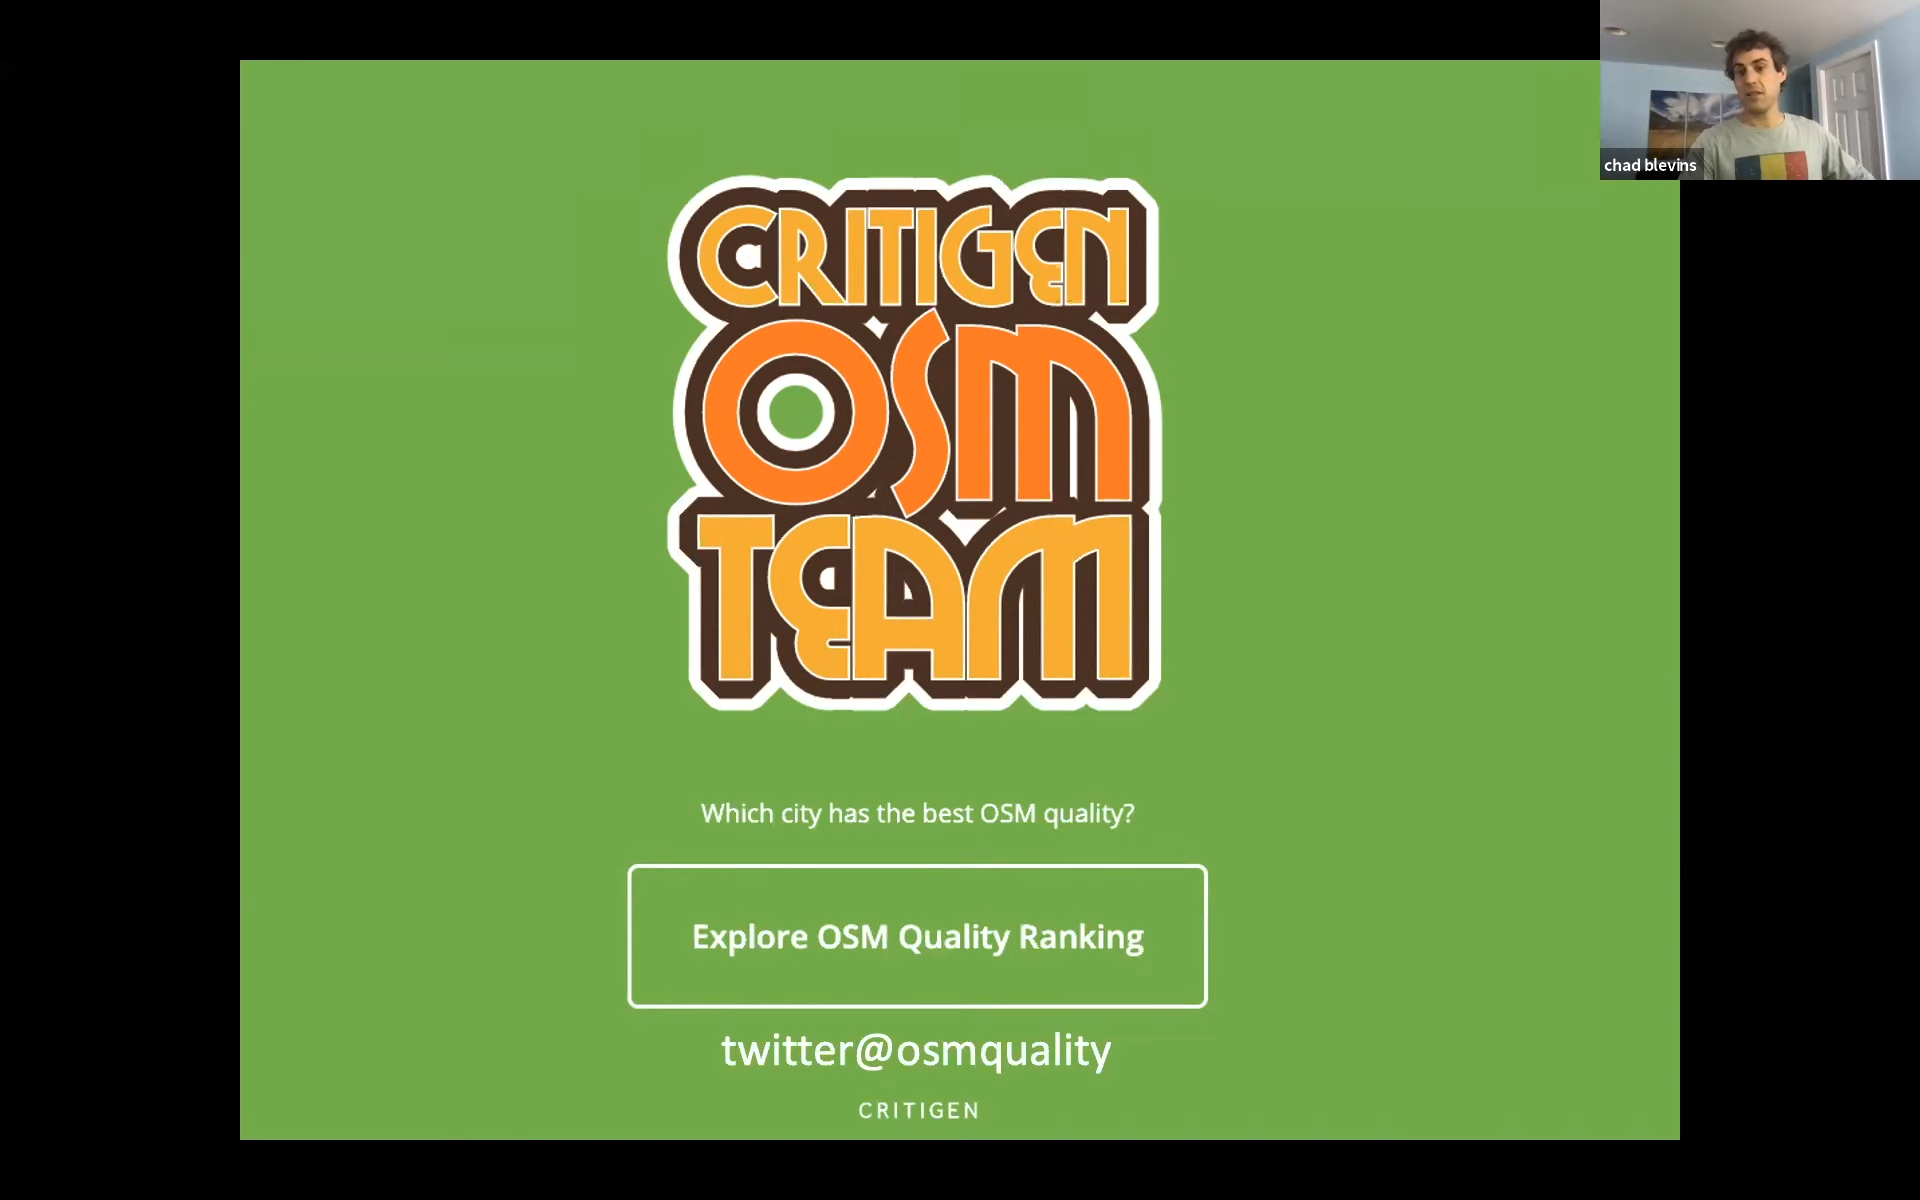 chad blevins
CRITIGEN
OSM
TEAM
Which city has the best OSM quality?
Explore OSM Quality Ranking
twitter@osmquality
CRITIGEN